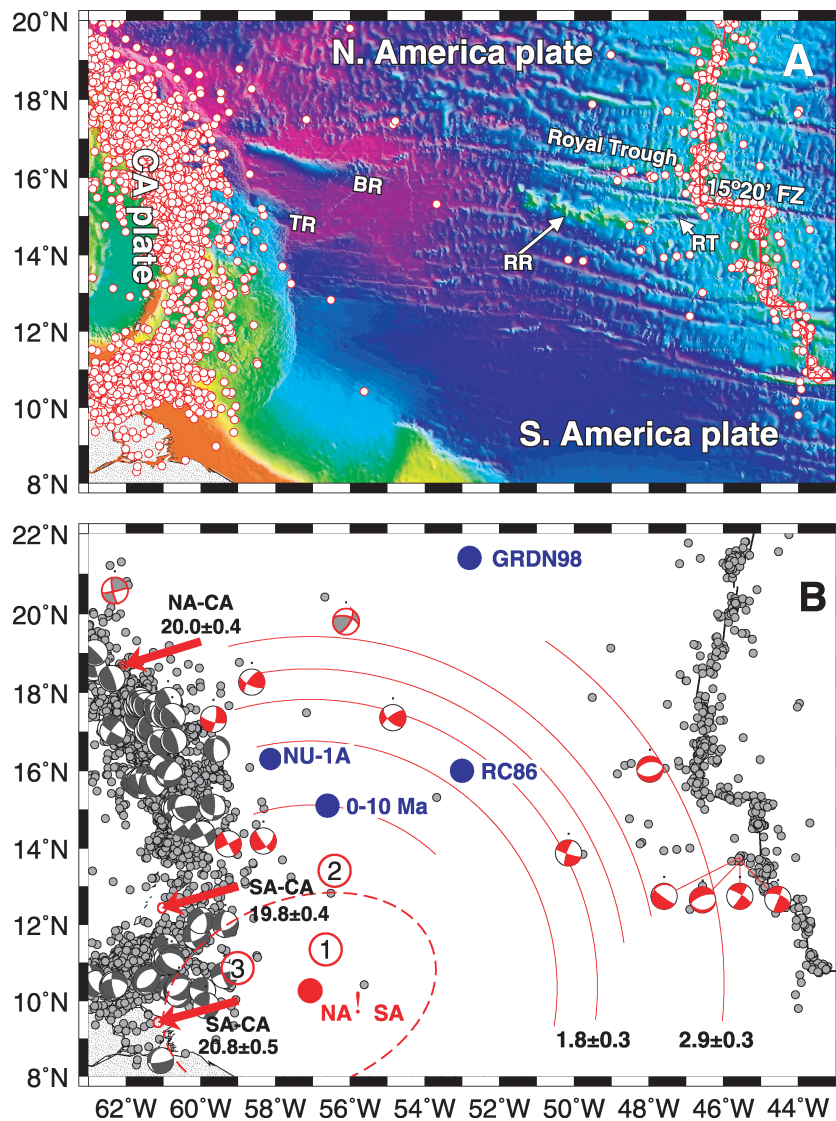 20˚N
18˚N
16˚N
14˚N
12˚N
10˚N
8˚N
N. America plate
A
CA plate
Royal Trough
15º20' FZ
BR
TR
RR
RT
S. America plate
22˚N
20˚N
18˚N
16˚N
14˚N
12˚N
10˚N
8˚N
B
GRDN98
NA-CA
20.0±0.4
NU-1A
RC86
0-10 Ma
2
SA-CA
19.8±0.4
1
3
NA! SA
SA-CA
20.8±0.5
1.8±0.3
2.9±0.3
62˚W 60˚W 58˚W 56˚W 54˚W 52˚W 50˚W 48˚W 46˚W 44˚W